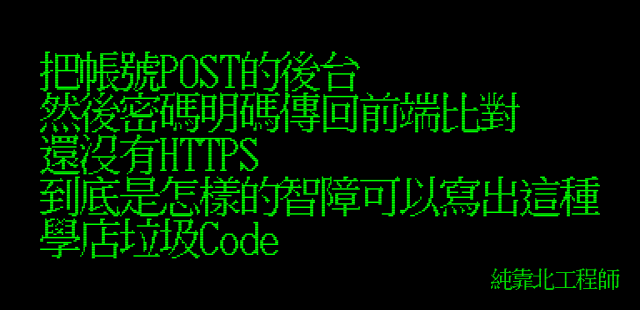 把帳號POST的後台
然後密碼明碼傳回前端比對
還沒有HTTPS
到底是怎樣的智障可以寫出這種
學店垃圾Code
純靠北工程師